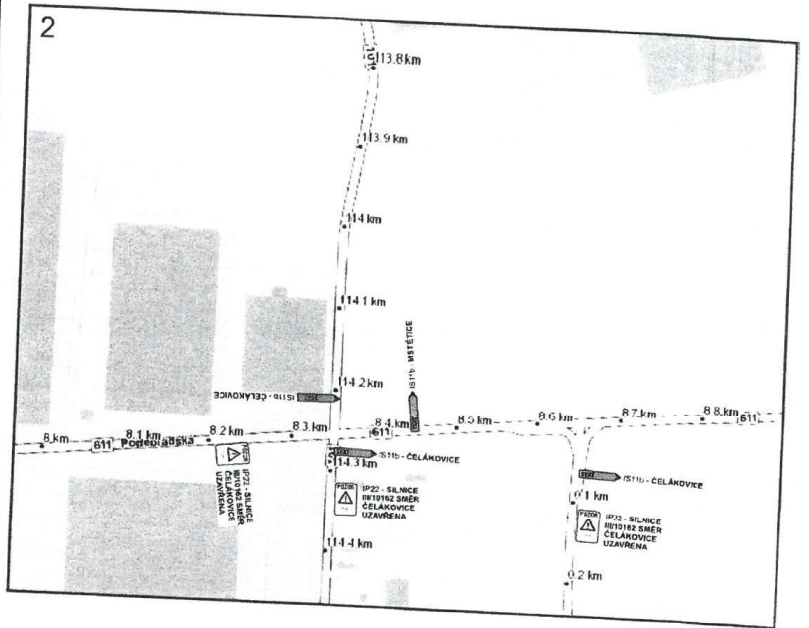 2
101
113.8 km
113.9 km
114 km
114.1 km
114.2 km
IS11b - ČELÁKOVICE
IS11b - MSTĚTICE
8 km
611
Poděbradská
8.1 km
8.2 km
8.3
8.4 km
611
8.5 km
8.6 km
8.7 km
8.8 km
611
IS11b - ČELÁKOVICE
114.3 km
POZOR
IP22 - SILNICE
III/10162 SMĚR
ČELÁKOVICE
UZAVŘENA
POZOR
IP22 - SILNICE
III/10162 SMĚR
ČELÁKOVICE
UZAVŘENA
114.4 km
IS11b - ČELÁKOVICE
0.1 km
POZOR
IP22 - SILNICE
III/10162 SMĚR
ČELÁKOVICE
UZAVŘENA
0.2 km